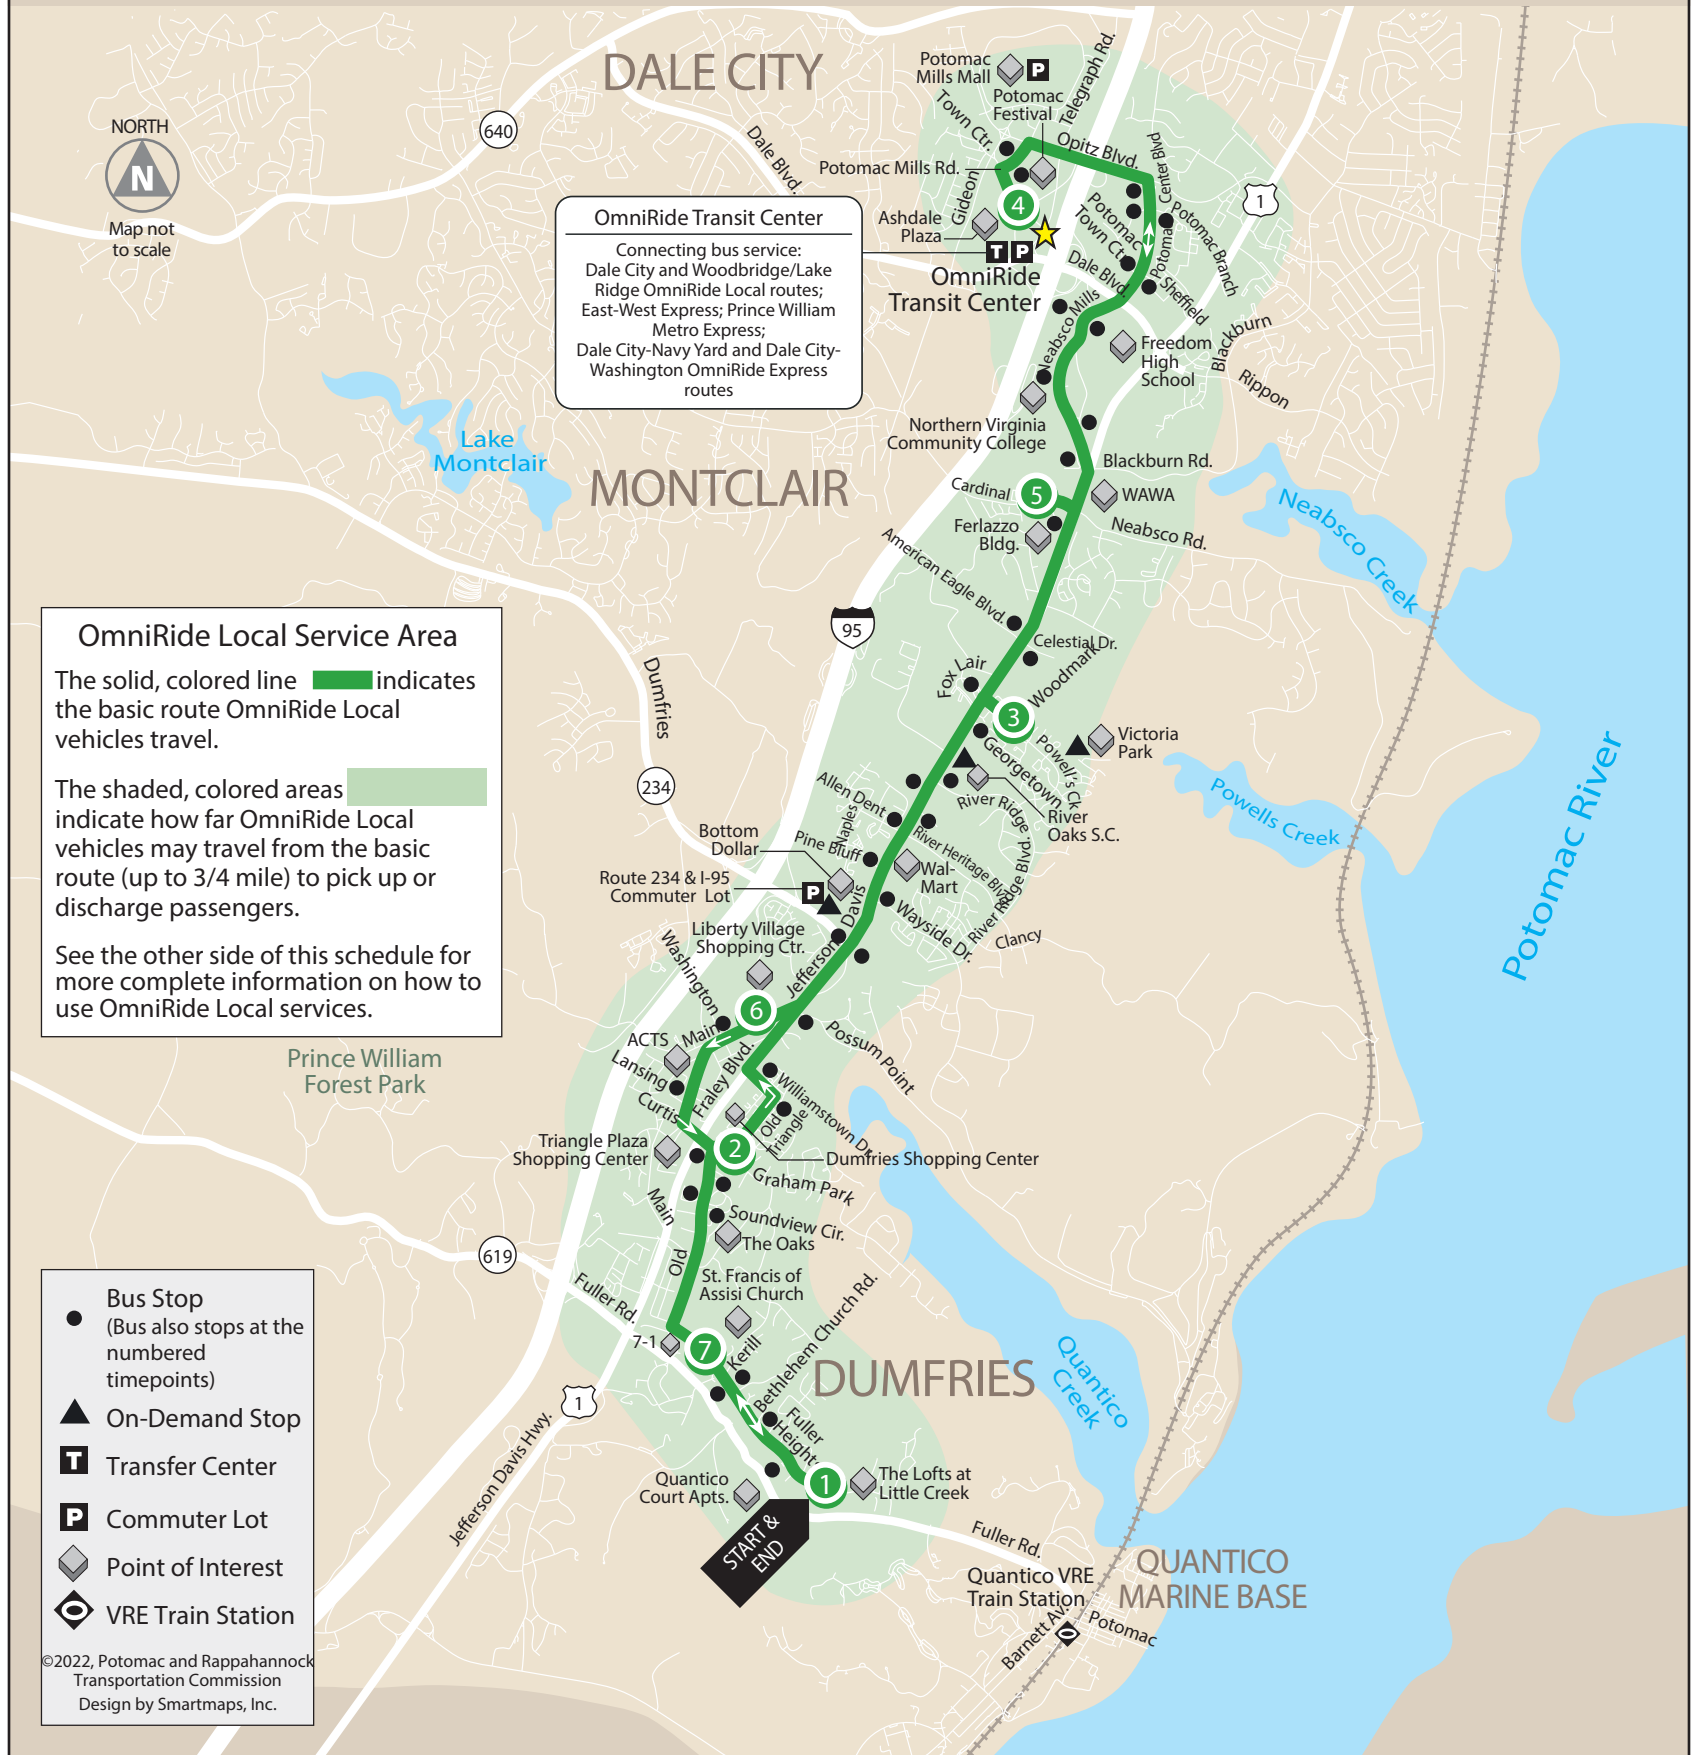 DALE CITY
Potomac
Mills Mall
P
Telegraph Rd.
Potomac
Festival
Town Ctr.
NORTH
N
Map not
to scale
640
Dale Blvd.
Opitz Blvd.
Potomac Mills Rd.
Gideon
4
Center Blvd
Potomac
1
Ashdale
Plaza
Potomac
Town Ctr.
Potomac Branch
T P
OmniRide
Transit Center
Dale Blvd.
Sheffield
OmniRide Transit Center
Connecting bus service:
Dale City and Woodbridge/Lake
Ridge OmniRide Local routes;
East-West Express; Prince William
Metro Express;
Dale City-Navy Yard and Dale City-
Washington OmniRide Express
routes
Neabsco Mills
Freedom
High
School
Blackburn
Rippon
Northern Virginia
Community College
Lake
Montclair
MONTCLAIR
Blackburn Rd.
Cardinal
5
WAWA
Ferlazzo
Bldg.
Neabsco Rd.
Neabsco Creek
American Eagle Blvd.
95
Celestial Dr.
Fox Lair
Woodmark
3
OmniRide Local Service Area
The solid, colored line indicates
the basic route OmniRide Local
vehicles travel.
The shaded, colored areas
indicate how far OmniRide Local
vehicles may travel from the basic
route (up to 3/4 mile) to pick up or
discharge passengers.
See the other side of this schedule for
more complete information on how to
use OmniRide Local services.
Dumfries
234
Powell's Ck
Victoria
Park
Georgetown
Powells Creek
Potomac River
Allen Dent
Naples
River Ridge
River
Oaks S.C.
Bottom
Dollar
Pine Bluff
River Heritage Blvd.
Wal-
Mart
River Ridge Blvd.
Route 234 & I-95
Commuter Lot
P
Jefferson Davis
Wayside Dr.
Clancy
Liberty Village
Shopping Ctr.
Washington
6
Possum Point
ACTS
Main
Lansing
Fraley Blvd.
Curtis
Williamstown Dr.
Old
Triangle
Prince William
Forest Park
Triangle Plaza
Shopping Center
2
Dumfries Shopping Center
Graham Park
Main
Soundview Cir.
The Oaks
Old
619
Fuller Rd.
St. Francis of
Assisi Church
Bethlehem Church Rd.
7-1
7
Kerill
DUMFRIES
Quantico
Creek
1
Jefferson Davis Hwy.
Fuller
Heights
Quantico
Court Apts.
1
The Lofts at
Little Creek
START &
END
Fuller Rd.
Quantico VRE
Train Station
QUANTICO
MARINE BASE
Barnett Av.
Potomac
Bus Stop
(Bus also stops at the
numbered
timepoints)
On-Demand Stop
T Transfer Center
P Commuter Lot
Point of Interest
VRE Train Station
©2022, Potomac and Rappahannock
Transportation Commission
Design by Smartmaps, Inc.